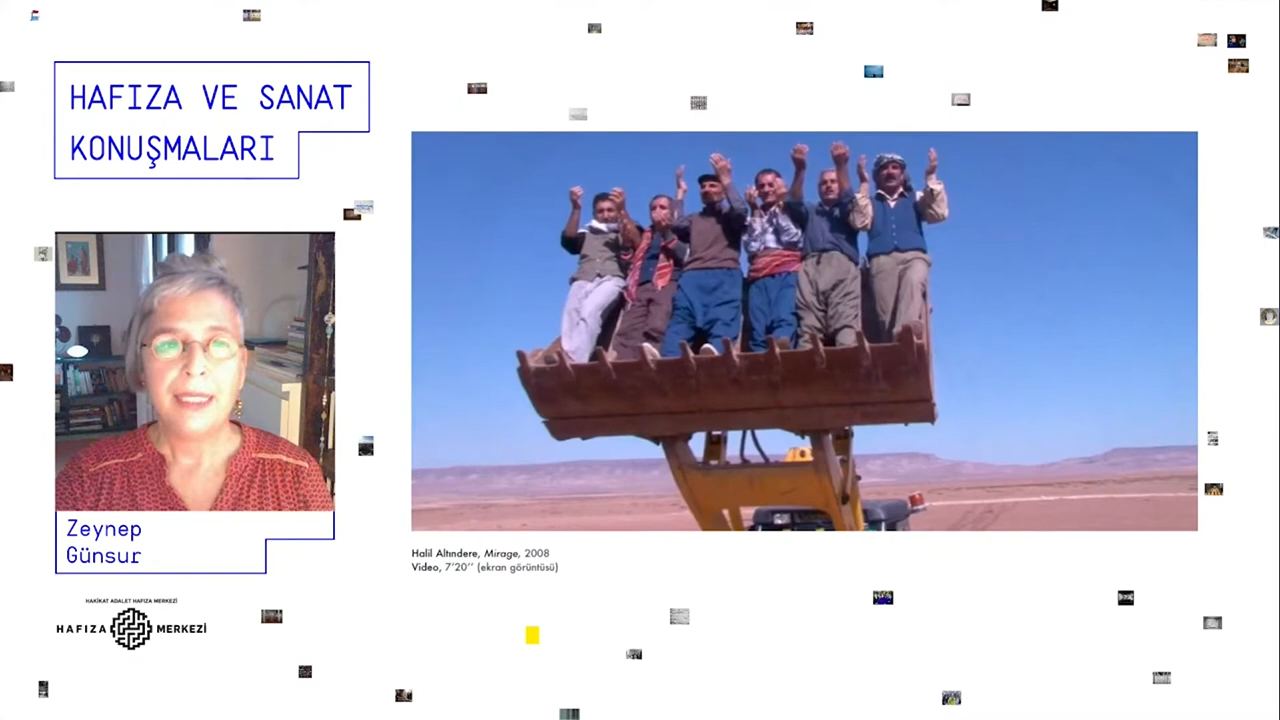 HAFIZA VE SANAT
KONUŞMALARI
Zeynep
Günsur
HAKİKAT ADALET HAFIZA MERKEZİ
HAFIZA MERKEZİ
Halil Altındere, Mirage, 2008
Video, 7'20'' (ekran görüntüsü)